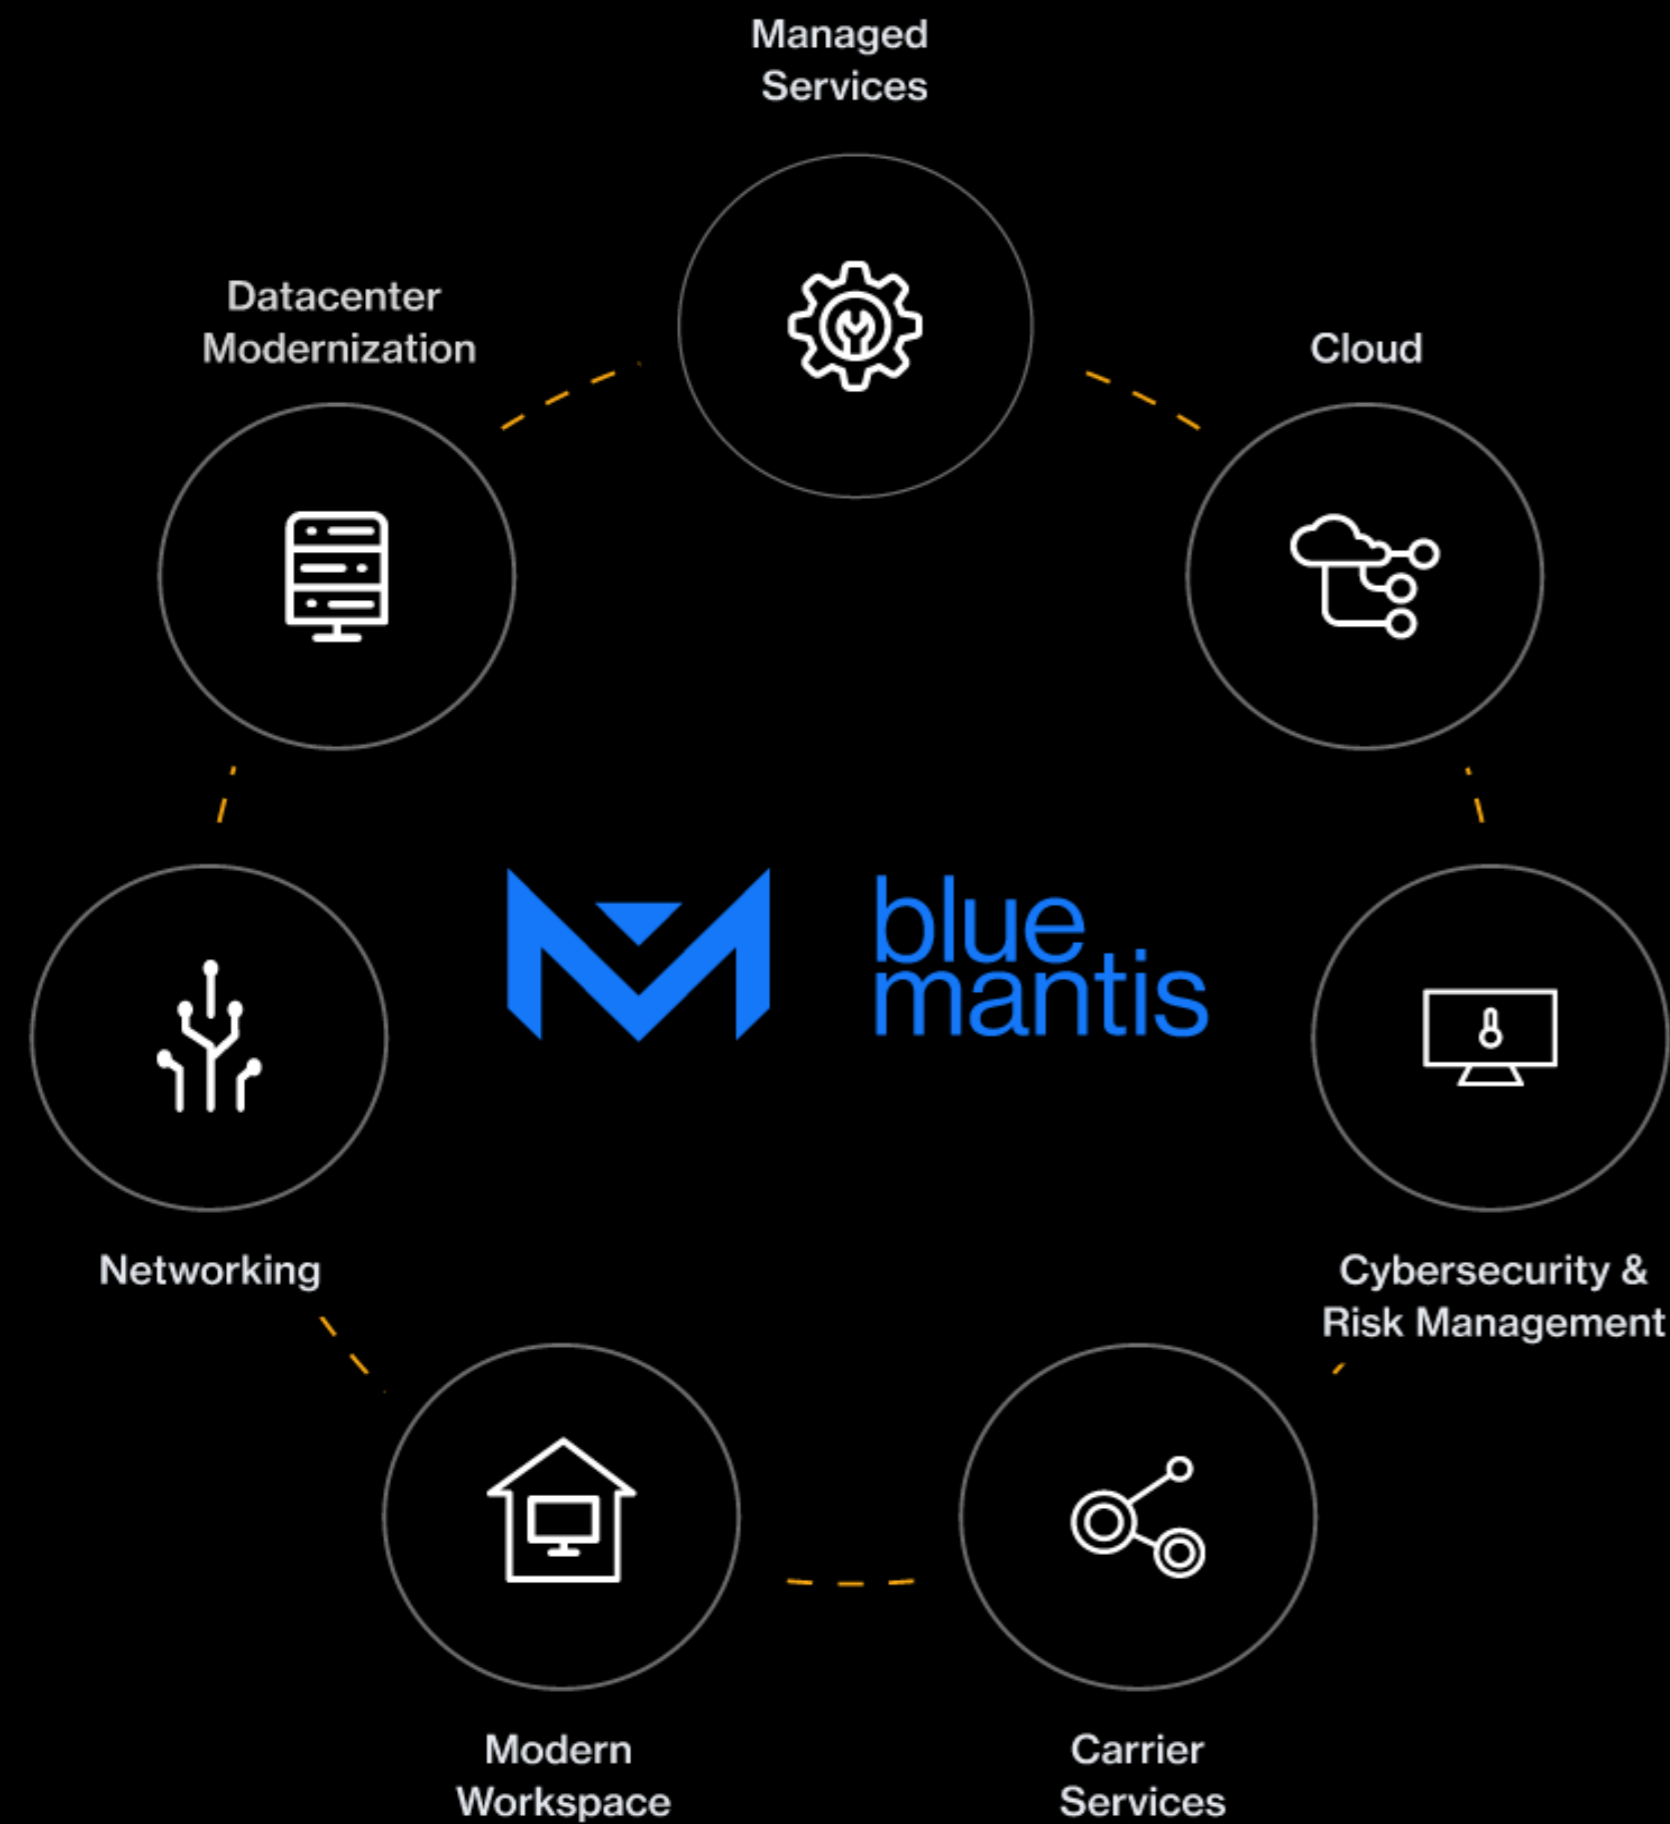 Managed
Services
Datacenter
Modernization
Cloud
blue
mantis
Networking
Cybersecurity &
Risk Management
Modern
Workspace
Carrier
Services